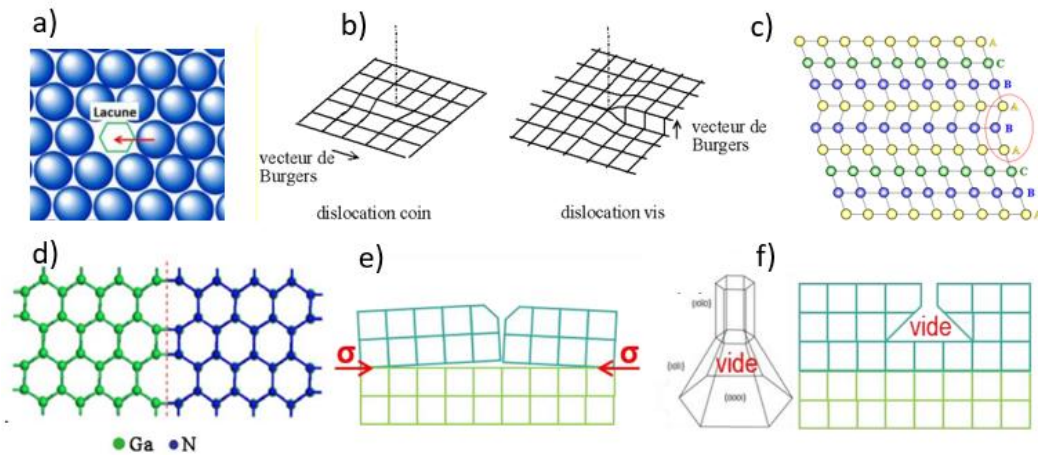 a)
Lacune
b)
vecteur de
Burgers
dislocation coin
vecteur de
Burgers
dislocation vis
c)
A
C
B
A
B
A
C
B
A
d)
Ga
N
e)
σ
σ
f)
vide
vide